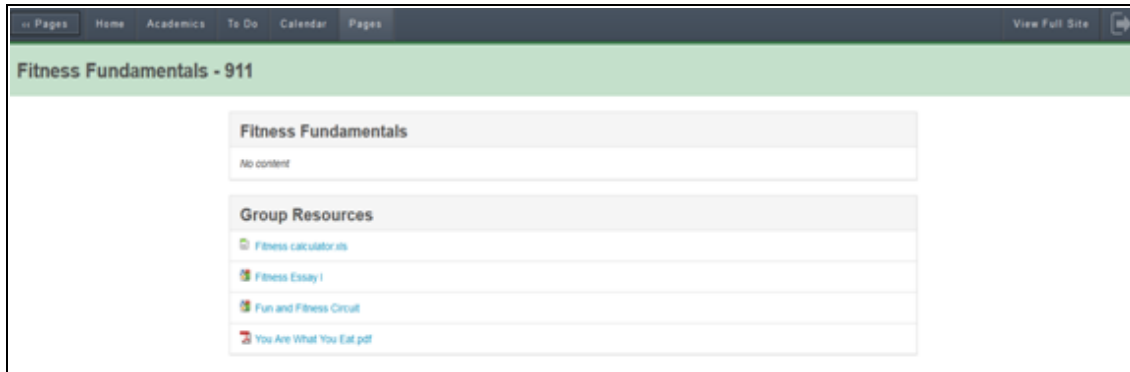 ‹‹ Pages Home Academics To Do Calendar Pages View Full Site
Fitness Fundamentals - 911
Fitness Fundamentals
No content
Group Resources
Fitness calculator.xls
Fitness Essay I
Fun and Fitness Circuit
You Are What You Eat.pdf